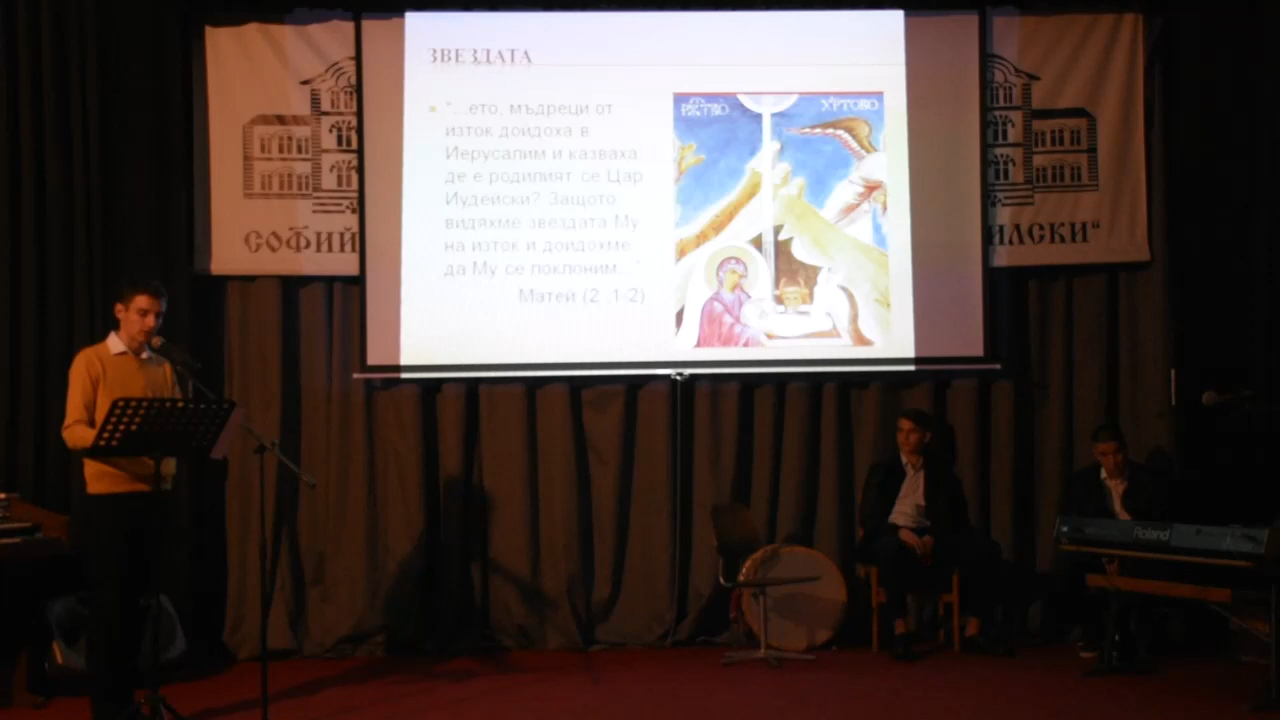 ЗВЕЗДАТА
"...ето, мъдреци от
изток дойдоха в
Иерусалим и казваха:
де е родилият се Цар
Иудейски? Защото
видяхме звездата Му
на изток и дойдохме
да Му се поклоним..."
Матей (2 ,1-2)
СОФИЙ
ИЛСКИ“
Roland